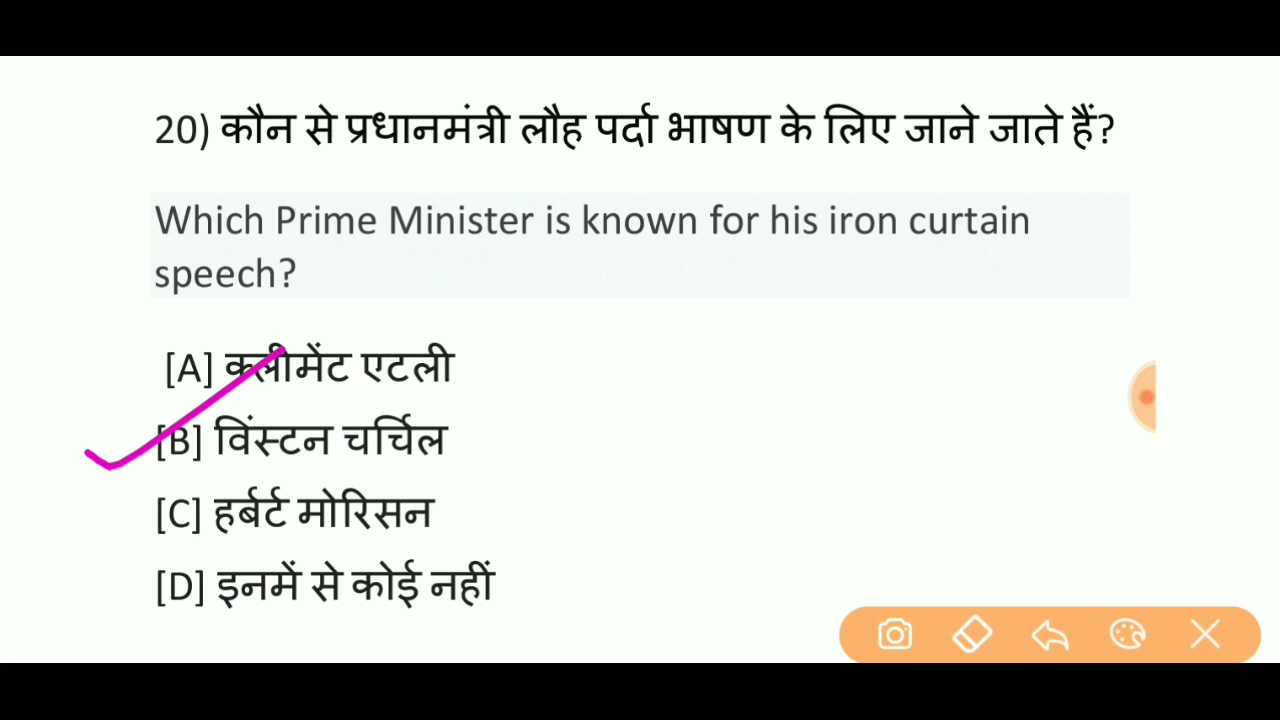 20) कौन से प्रधानमंत्री लौह पर्दा भाषण के लिए जाने जाते हैं?
Which Prime Minister is known for his iron curtain
speech?
[A] क्लीमेंट एटली
[B] विंस्टन चर्चिल
[C] हर्बर्ट मोरिसन
[D] इनमें से कोई नहीं